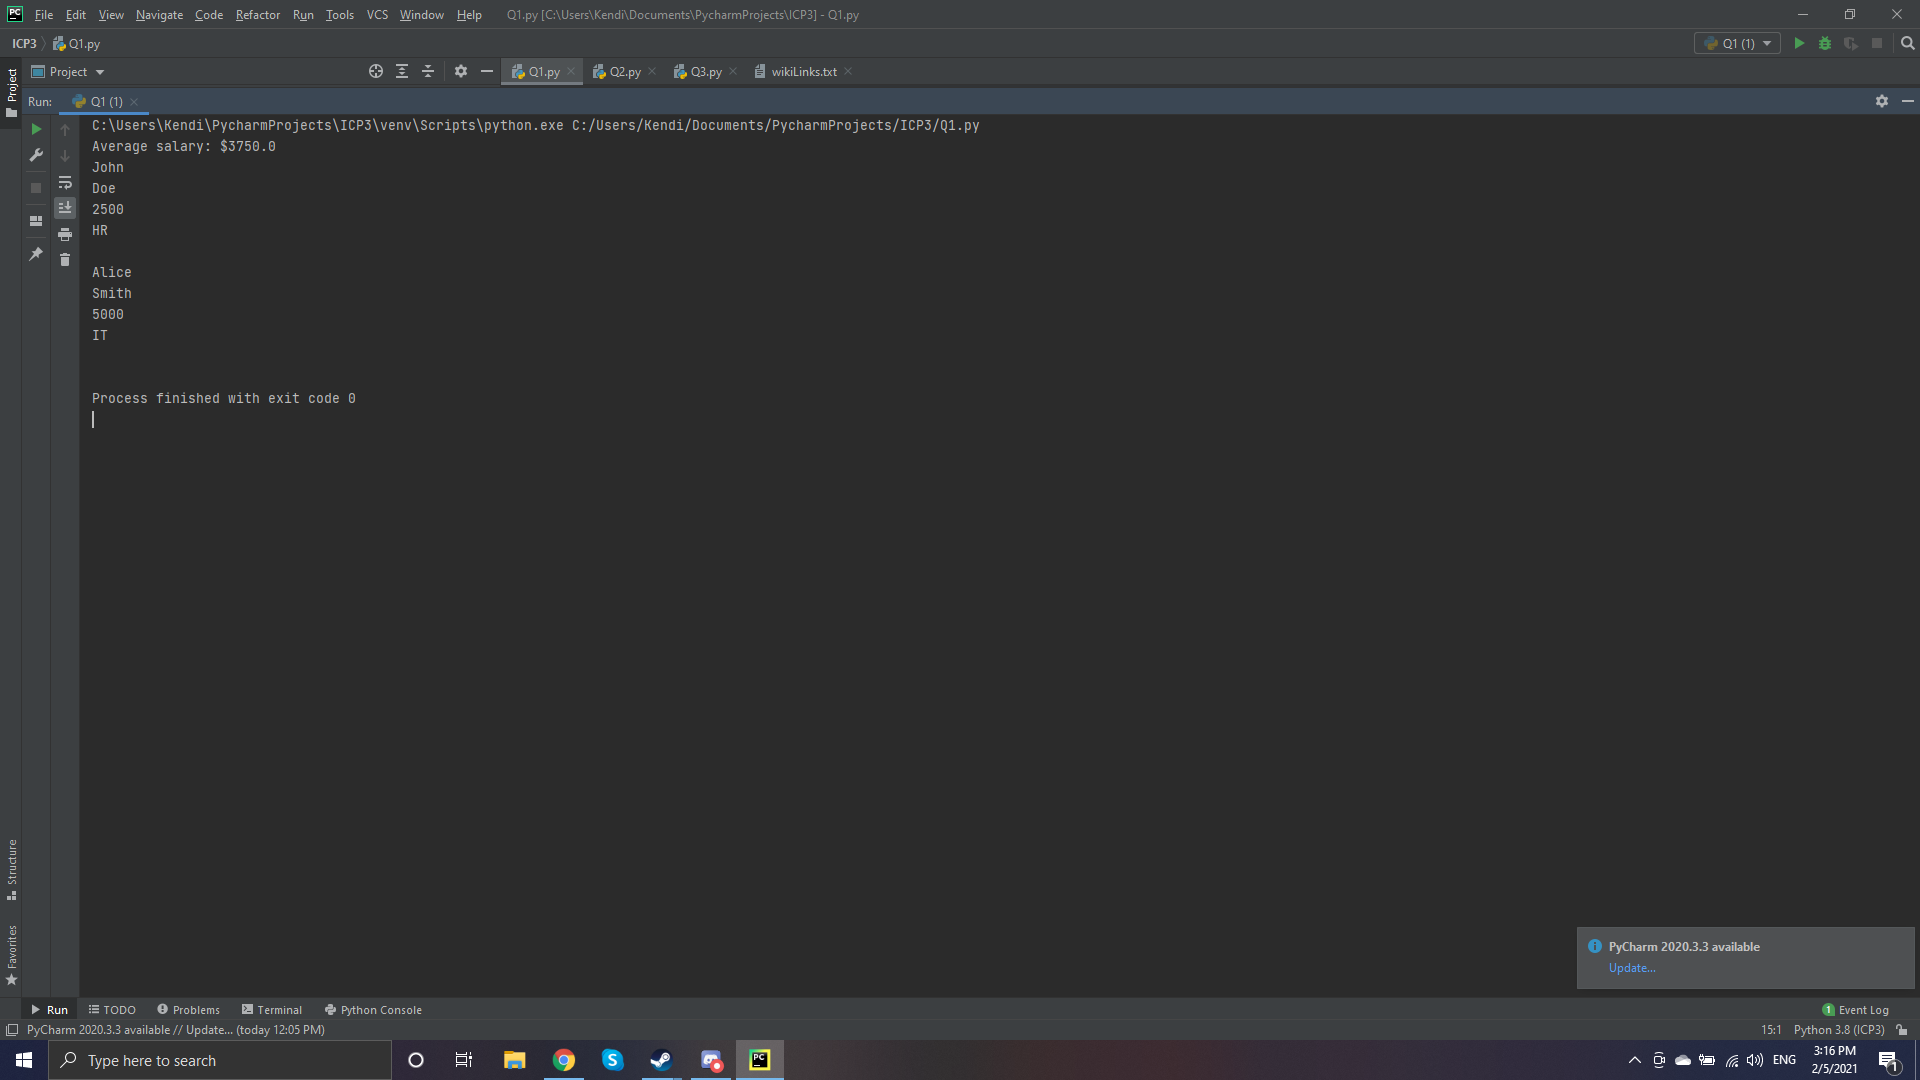 PC File Edit View Navigate Code Refactor Run Tools VCS Window Help Q1.py [C:\Users\Kendi\Documents\PycharmProjects\ICP3] - Q1.py
ICP3 Q1.py Q1 (1)
Project Q1.py Q2.py Q3.py wikiLinks.txt
Project
Run: Q1 (1)
C:\Users\Kendi\PycharmProjects\ICP3\venv\Scripts\python.exe C:/Users/Kendi/Documents/PycharmProjects/ICP3/Q1.py
Average salary: $3750.0
John
Doe
2500
HR
Alice
Smith
5000
IT
Process finished with exit code 0
Structure
Favorites
PyCharm 2020.3.3 available
Update...
Run TODO Problems Terminal Python Console 1 Event Log
PyCharm 2020.3.3 available // Update... (today 12:05 PM) 15:1 Python 3.8 (ICP3)
Type here to search S PC ENG 3:16 PM 1
2/5/2021